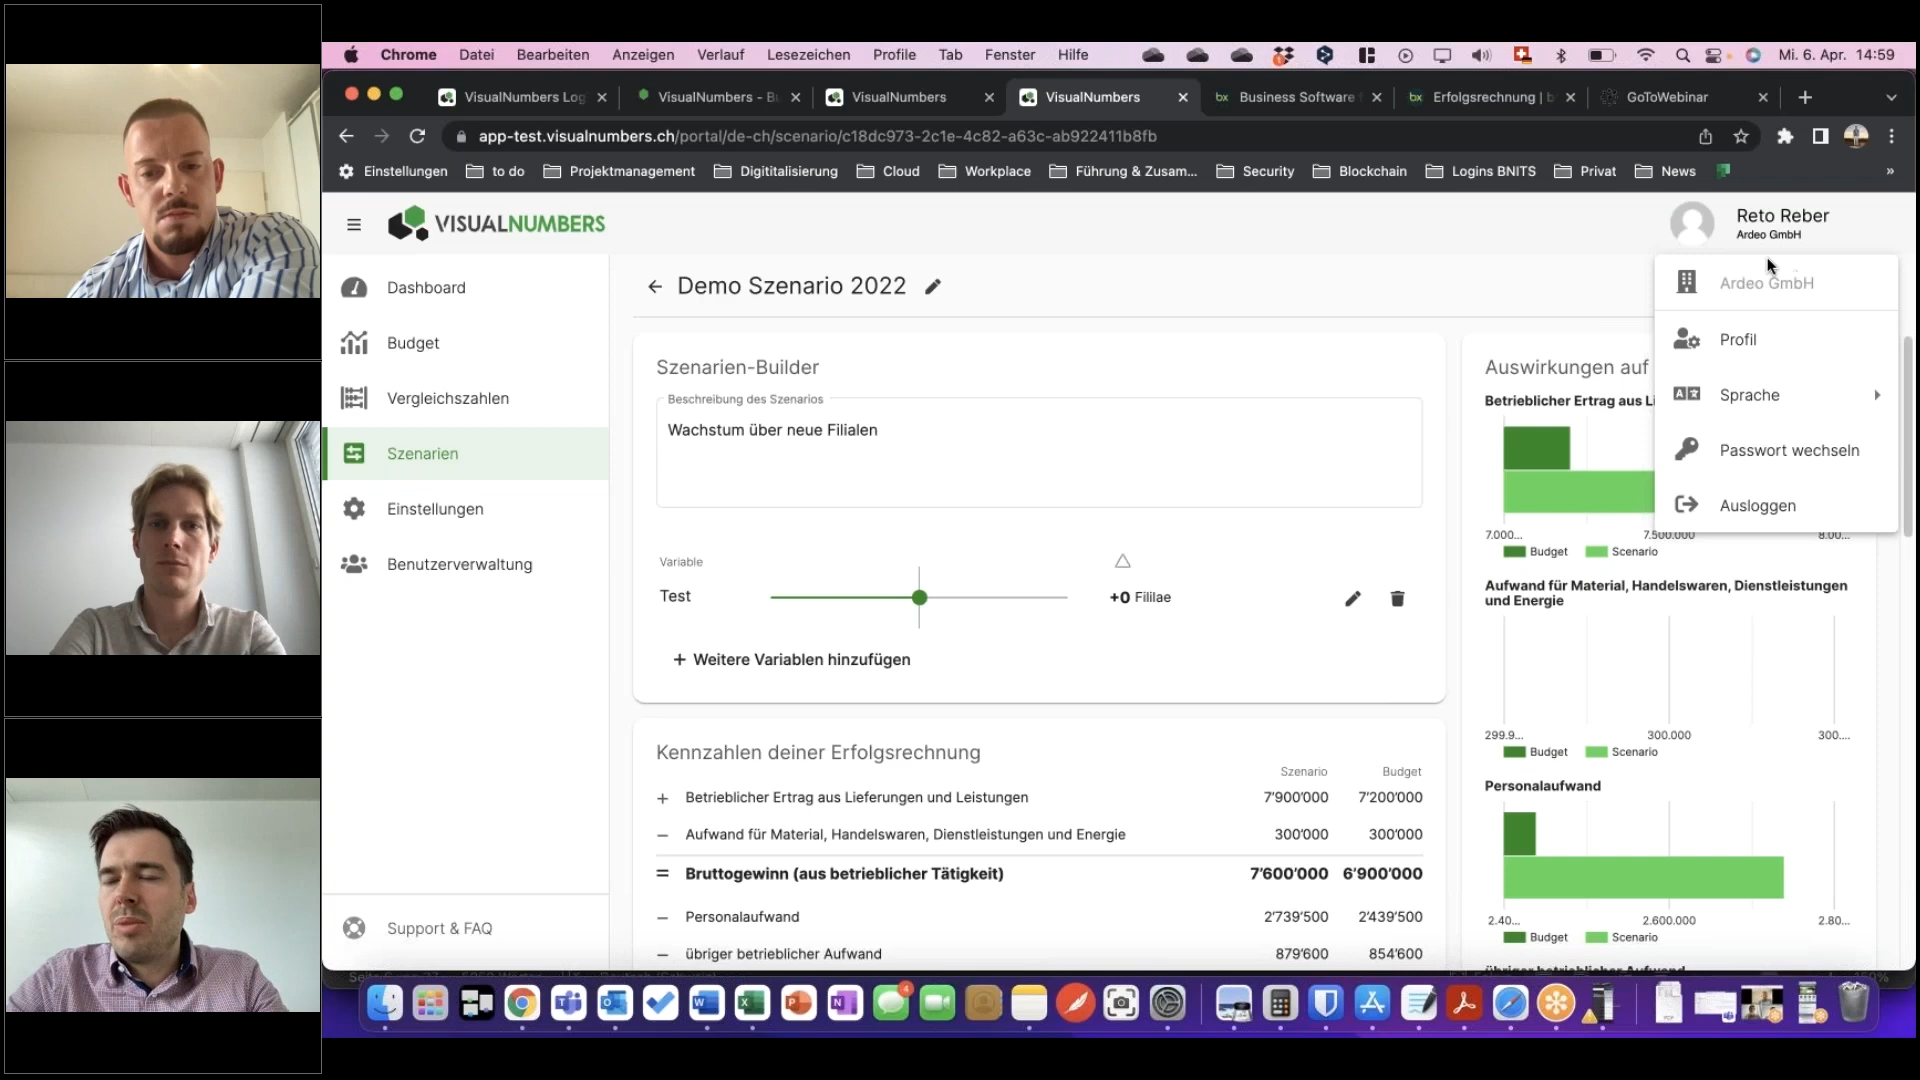 Chrome Datei Bearbeiten Anzeigen Verlauf Lesezeichen Profile Tab Fenster Hilfe Mi. 6. Apr. 14:59
VisualNumbers Log VisualNumbers - Bu VisualNumbers VisualNumbers Business Software f Erfolgsrechnung | b GoToWebinar
app-test.visualnumbers.ch/portal/de-ch/scenario/c18dc973-2c1e-4c82-a63c-ab922411b8fb
Einstellungen to do Projektmanagement Digititalisierung Cloud Workplace Führung & Zusam... Security Blockchain Logins BNITS Privat News »
VISUALNUMBERS
Reto Reber
Ardeo GmbH
Ardeo GmbH
Profil
Sprache
Passwort wechseln
Ausloggen
Dashboard
Budget
Vergleichszahlen
Szenarien
Einstellungen
Benutzerverwaltung
Support & FAQ
Demo Szenario 2022
Szenarien-Builder
Beschreibung des Szenarios
Wachstum über neue Filialen
Variable
Test +0 Fililae
+ Weitere Variablen hinzufügen
Kennzahlen deiner Erfolgsrechnung
Szenario Budget
+ Betrieblicher Ertrag aus Lieferungen und Leistungen 7'900'000 7'200'000
– Aufwand für Material, Handelswaren, Dienstleistungen und Energie 300'000 300'000
= Bruttogewinn (aus betrieblicher Tätigkeit) 7'600'000 6'900'000
– Personalaufwand 2'739'500 2'439'500
– übriger betrieblicher Aufwand 879'600 854'600
Auswirkungen auf
Betrieblicher Ertrag aus Li
7.000... 7.500.000 8.00...
Budget Scenario
Aufwand für Material, Handelswaren, Dienstleistungen
und Energie
299.9... 300.000 300....
Budget Scenario
Personalaufwand
2.40... 2.600.000 2.80...
Budget Scenario
übriger betrieblicher Aufwand
4